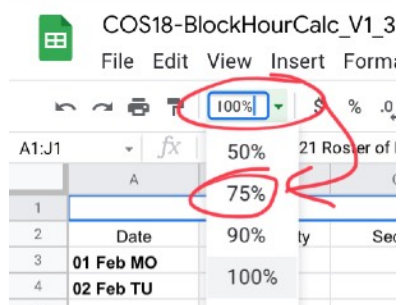 COS18-BlockHourCalc_V1_3
File Edit View Insert Forma
100% $ % .0
A1:J1 fx 21 Roster of
50%
A
75%
1
2 Date 90% ty Sec
3 01 Feb MO
4 02 Feb TU 100%